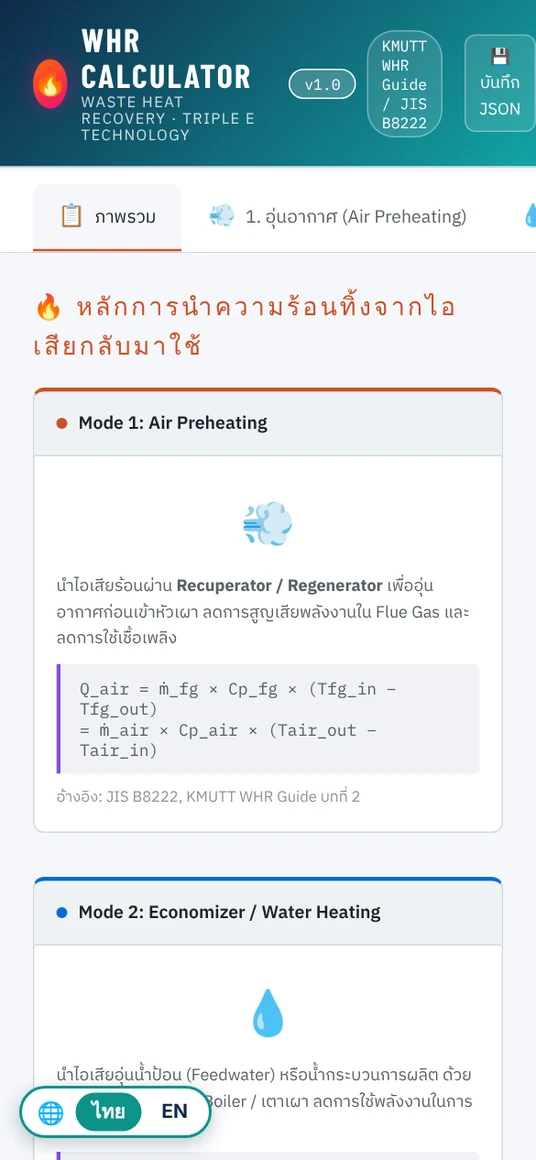 WHR
CALCULATOR
WASTE HEAT
RECOVERY · TRIPLE E
TECHNOLOGY
v1.0
KMUTT
WHR
Guide
/ JIS
B8222
บันทึก
JSON
ภาพรวม
1. อุ่นอากาศ (Air Preheating)
หลักการนำความร้อนทิ้งจากไอ
เสียกลับมาใช้
Mode 1: Air Preheating
นำไอเสียร้อนผ่าน Recuperator / Regenerator เพื่ออุ่น
อากาศก่อนเข้าหัวเผา ลดการสูญเสียพลังงานใน Flue Gas และ
ลดการใช้เชื้อเพลิง
Q_air = ṁ_fg × Cp_fg × (Tfg_in −
Tfg_out)
= ṁ_air × Cp_air × (Tair_out −
Tair_in)
อ้างอิง: JIS B8222, KMUTT WHR Guide บทที่ 2
Mode 2: Economizer / Water Heating
นำไอเสียอุ่นน้ำป้อน (Feedwater) หรือน้ำกระบวนการผลิต ด้วย
Boiler / เตาเผา ลดการใช้พลังงานในการ
ไทย
EN